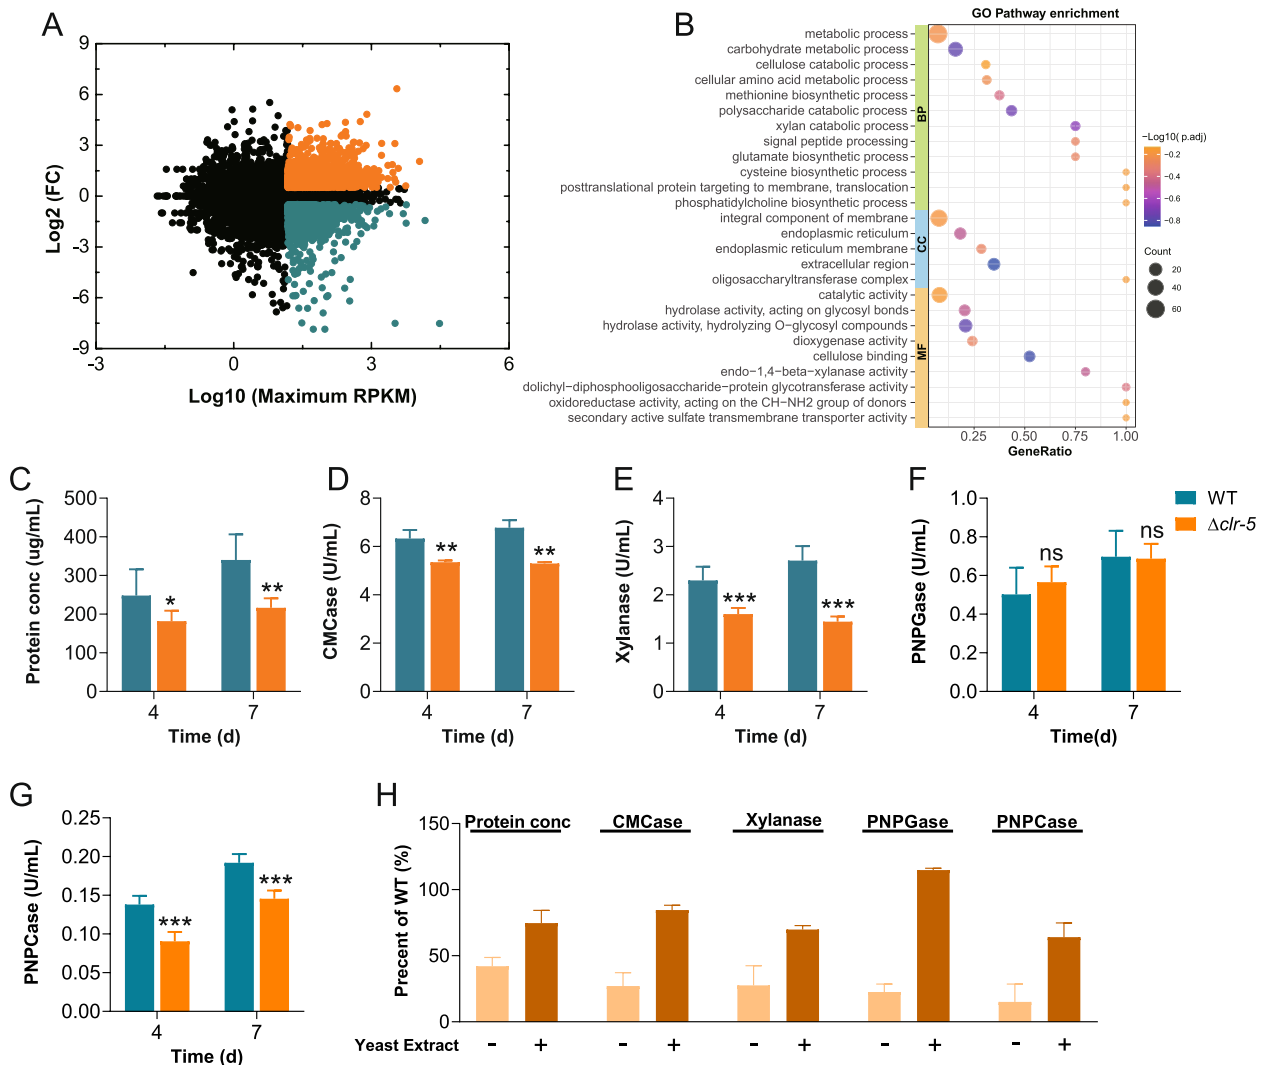 A
9
6
3
0
-3
-6
-9
Log2 (FC)
-3 0 3 6
Log10 (Maximum RPKM)
B
GO Pathway enrichment
metabolic process
carbohydrate metabolic process
cellulose catabolic process
cellular amino acid metabolic process
methionine biosynthetic process
polysaccharide catabolic process
xylan catabolic process
signal peptide processing
glutamate biosynthetic process
cysteine biosynthetic process
posttranslational protein targeting to membrane, translocation
phosphatidylcholine biosynthetic process
integral component of membrane
endoplasmic reticulum
endoplasmic reticulum membrane
extracellular region
oligosaccharyltransferase complex
catalytic activity
hydrolase activity, acting on glycosyl bonds
hydrolase activity, hydrolyzing O−glycosyl compounds
dioxygenase activity
cellulose binding
endo−1,4−beta−xylanase activity
dolichyl−diphosphooligosaccharide−protein glycotransferase activity
oxidoreductase activity, acting on the CH−NH2 group of donors
secondary active sulfate transmembrane transporter activity
BP
CC
MF
0.25 0.50 0.75 1.00
GeneRatio
−Log10( p.adj)
−0.2
−0.4
−0.6
−0.8
Count
20
40
60
C
500
400
300
200
100
0
Protein conc (ug/mL)
*
**
4 7
Time (d)
D
8
6
4
2
0
CMCase (U/mL)
**
**
4 7
Time (d)
E
4
3
2
1
0
Xylanase (U/mL)
***
***
4 7
Time (d)
F
1.0
0.8
0.6
0.4
0.2
0.0
PNPGase (U/mL)
ns
ns
4 7
Time(d)
WT
Δclr-5
G
0.25
0.20
0.15
0.10
0.05
0.00
PNPCase (U/mL)
***
***
4 7
Time (d)
H
150
100
50
0
Precent of WT (%)
Protein conc CMCase Xylanase PNPGase PNPCase
Yeast Extract - + - + - + - + - +